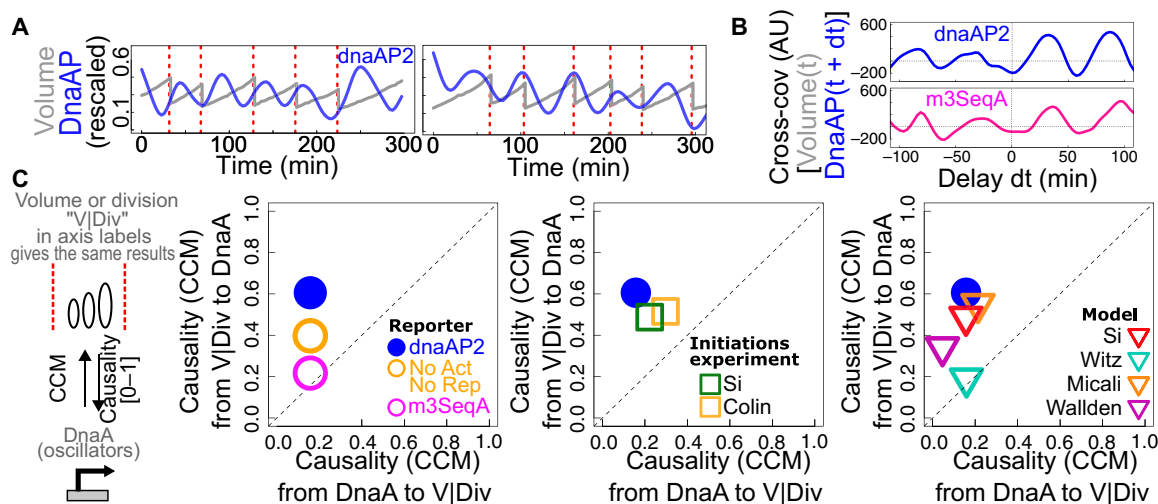 A
Volume
DnaAP
(rescaled)
0.6
0.1
dnaAP2
0
100
200
300
Time (min)
0
100
200
300
Time (min)
B
Cross-cov (AU)
[Volume(t)
DnaAP(t + dt)]
600
−200
dnaAP2
600
−200
m3SeqA
−100
−50
0
50
100
Delay dt (min)
C
Volume or division
"V|Div"
in axis labels
gives the same results
CCM
Causality
[0–1]
DnaA
(oscillators)
Causality (CCM)
from V|Div to DnaA
0.0 0.2 0.4 0.6 0.8 1.0
Reporter
dnaAP2
No Act
No Rep
m3SeqA
0.0 0.2 0.4 0.6 0.8 1.0
Causality (CCM)
from DnaA to V|Div
Causality (CCM)
from V|Div to DnaA
0.0 0.2 0.4 0.6 0.8 1.0
Initiations
experiment
Si
Colin
0.0 0.2 0.4 0.6 0.8 1.0
Causality (CCM)
from DnaA to V|Div
Causality (CCM)
from V|Div to DnaA
0.0 0.2 0.4 0.6 0.8 1.0
Model
Si
Witz
Micali
Wallden
0.0 0.2 0.4 0.6 0.8 1.0
Causality (CCM)
from DnaA to V|Div